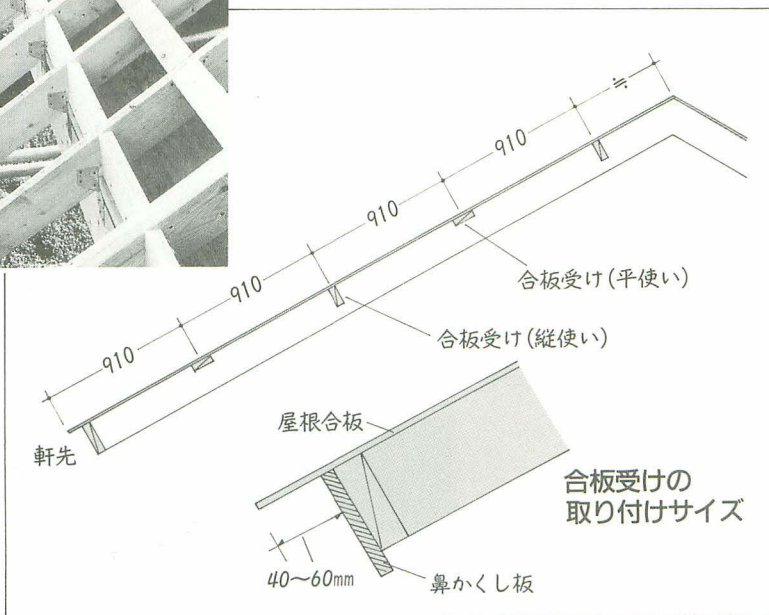 ≒
910
910
910
910
合板受け(平使い)
合板受け(縦使い)
軒先
屋根合板
合板受けの
取り付けサイズ
40〜60mm
鼻かくし板